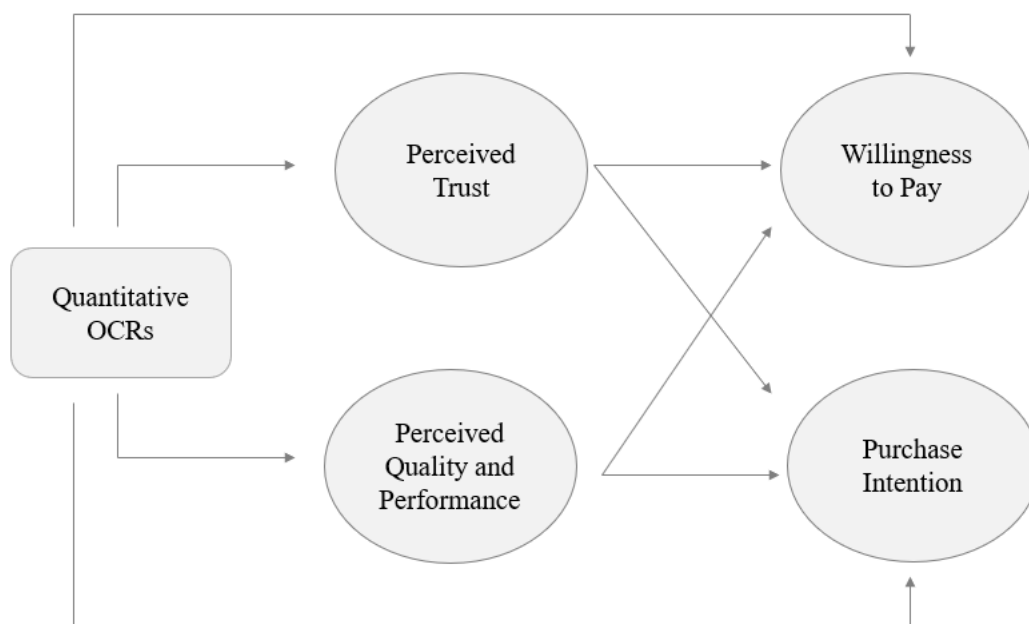 Perceived
Trust
Willingness
to Pay
Quantitative
OCRs
Perceived
Quality and
Performance
Purchase
Intention